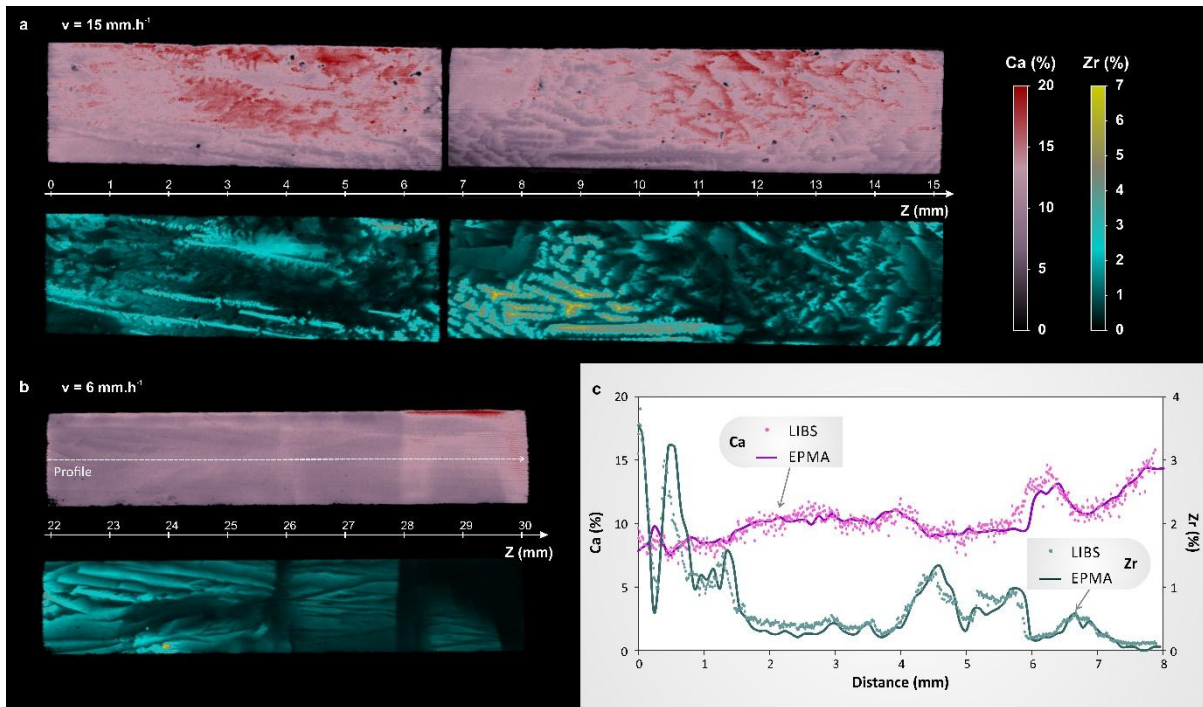 a
v = 15 mm.h⁻¹
Ca (%) Zr (%)
20 7
6
15
5
4
10
3
5 2
1
0 0
0 1 2 3 4 5 6 7 8 9 10 11 12 13 14 15
Z (mm)
b
v = 6 mm.h⁻¹
Profile
22 23 24 25 26 27 28 29 30
Z (mm)
c
20 4
15 3
10 2
5 1
0 0
Ca (%)
Zr (%)
Ca
LIBS
EPMA
LIBS
Zr
EPMA
0 1 2 3 4 5 6 7 8
Distance (mm)